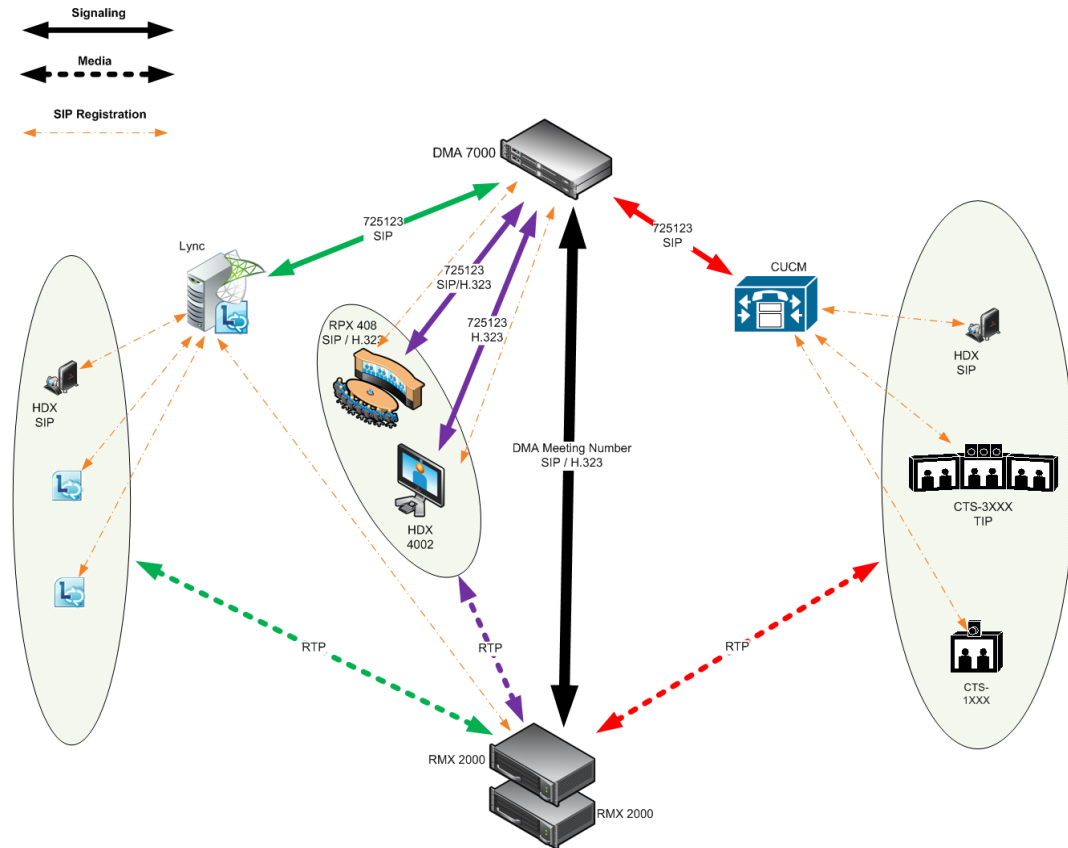 Signaling
Media
SIP Registration
DMA 7000
725123
SIP
725123
SIP
Lync
CUCM
725123
SIP/H.323
725123
H.323
RPX 408
SIP / H.323
HDX
SIP
HDX
SIP
DMA Meeting Number
SIP / H.323
CTS-3XXX
TIP
HDX
4002
RTP
RTP
RTP
CTS-
1XXX
RMX 2000
RMX 2000